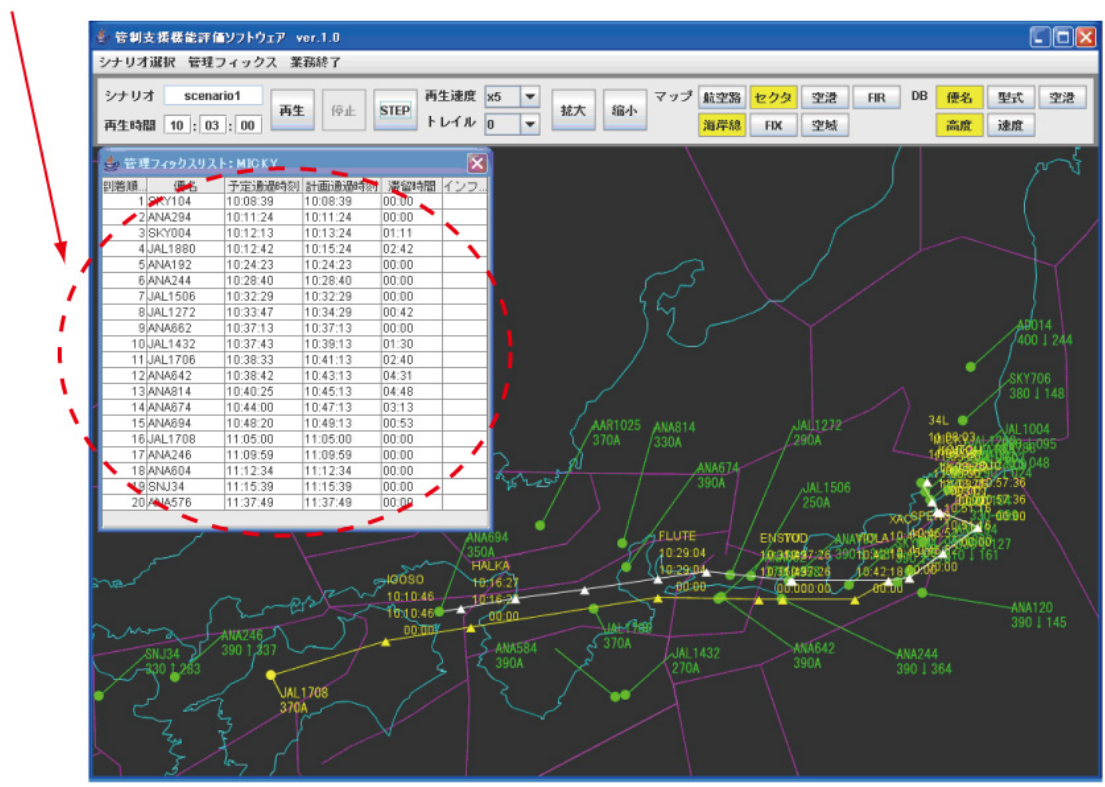 管制支援機能評価ソフトウェア ver.1.0
シナリオ選択 管理フィックス 業務終了
シナリオ scenario1 再生 停止 STEP 再生速度 x5 拡大 縮小 マップ 航空路 セクタ 空港 FIR DB 便名 型式 空港
再生時間 10 : 03 : 00 トレイル 0 海岸線 FIX 空域 高度 速度
管理フィックスリスト: MICKY
到着順... 便名 予定通過時刻 計画通過時刻 滞留時間 インフ...
1 SKY104 10:08:39 10:08:39 00:00
2 ANA294 10:11:24 10:11:24 00:00
3 SKY004 10:12:13 10:13:24 01:11
4 JAL1880 10:12:42 10:15:24 02:42
5 ANA192 10:24:23 10:24:23 00:00
6 ANA244 10:28:40 10:28:40 00:00
7 JAL1506 10:32:29 10:32:29 00:00
8 JAL1272 10:33:47 10:34:29 00:42
9 ANA662 10:37:13 10:37:13 00:00
10 JAL1432 10:37:43 10:39:13 01:30
11 JAL1706 10:38:33 10:41:13 02:40
12 ANA642 10:38:42 10:43:13 04:31
13 ANA814 10:40:25 10:45:13 04:48
14 ANA674 10:44:00 10:47:13 03:13
15 ANA694 10:48:20 10:49:13 00:53
16 JAL1708 11:05:00 11:05:00 00:00
17 ANA246 11:09:59 11:09:59 00:00
18 ANA604 11:12:34 11:12:34 00:00
19 SNJ34 11:15:39 11:15:39 00:00
20 ANA576 11:37:49 11:37:49 00:00
AD014
400 ↓ 244
SKY706
380 ↓ 148
34L
JAL1004
AAR1025
370A
ANA814
330A
JAL1272
290A
ANA674
390A
JAL1506
250A
ANA694
350A
HALKA
10:16:27
00:00
FLUTE
10:29:04
10:29:04
00:00
IGOSO
10:10:46
10:10:46
00:00
10:42:18
00:00
ANA120
390 ↓ 145
ANA246
390 ↑ 337
SNJ34
330 ↑ 283
ANA584
390A
370A
JAL1432
270A
ANA642
390A
ANA244
390 ↓ 364
JAL1708
370A